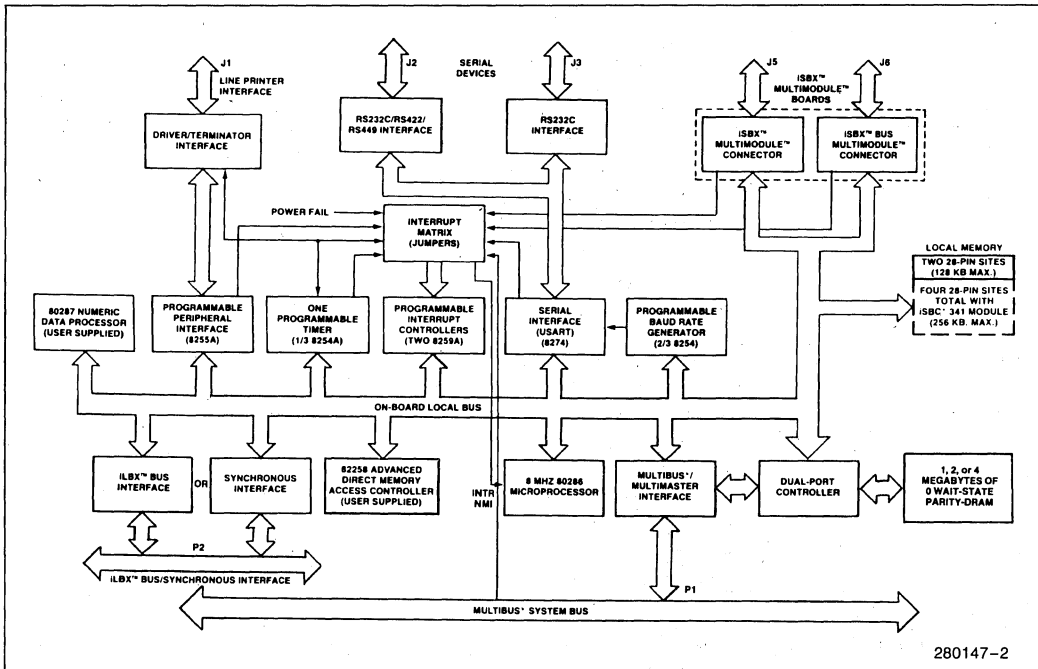 J1
LINE PRINTER
INTERFACE
J2
SERIAL
DEVICES
J3
J5
J6
iSBX™
MULTIMODULE™
BOARDS
DRIVER/TERMINATOR
INTERFACE
RS232C/RS422/
RS449 INTERFACE
RS232C
INTERFACE
iSBX™
MULTIMODULE™
CONNECTOR
iSBX™ BUS
MULTIMODULE™
CONNECTOR
POWER FAIL
INTERRUPT
MATRIX
(JUMPERS)
LOCAL MEMORY
TWO 28-PIN SITES
(128 KB MAX.)
FOUR 28-PIN SITES
TOTAL WITH
iSBC* 341 MODULE
(256 KB. MAX.)
80287 NUMERIC
DATA PROCESSOR
(USER SUPPLIED)
PROGRAMMABLE
PERIPHERAL
INTERFACE
(8255A)
ONE
PROGRAMMABLE
TIMER
(1/3 8254A)
PROGRAMMABLE
INTERRUPT
CONTROLLERS
(TWO 8259A)
SERIAL
INTERFACE
(USART)
(8274)
PROGRAMMABLE
BAUD RATE
GENERATOR
(2/3 8254)
ON-BOARD LOCAL BUS
iLBX™ BUS
INTERFACE
OR
SYNCHRONOUS
INTERFACE
82258 ADVANCED
DIRECT MEMORY
ACCESS CONTROLLER
(USER SUPPLIED)
INTR
NMI
8 MHZ 80286
MICROPROCESSOR
MULTIBUS*/
MULTIMASTER
INTERFACE
DUAL-PORT
CONTROLLER
1, 2, or 4
MEGABYTES OF
0 WAIT-STATE
PARITY-DRAM
P2
iLBX™ BUS/SYNCHRONOUS INTERFACE
P1
MULTIBUS* SYSTEM BUS
280147-2